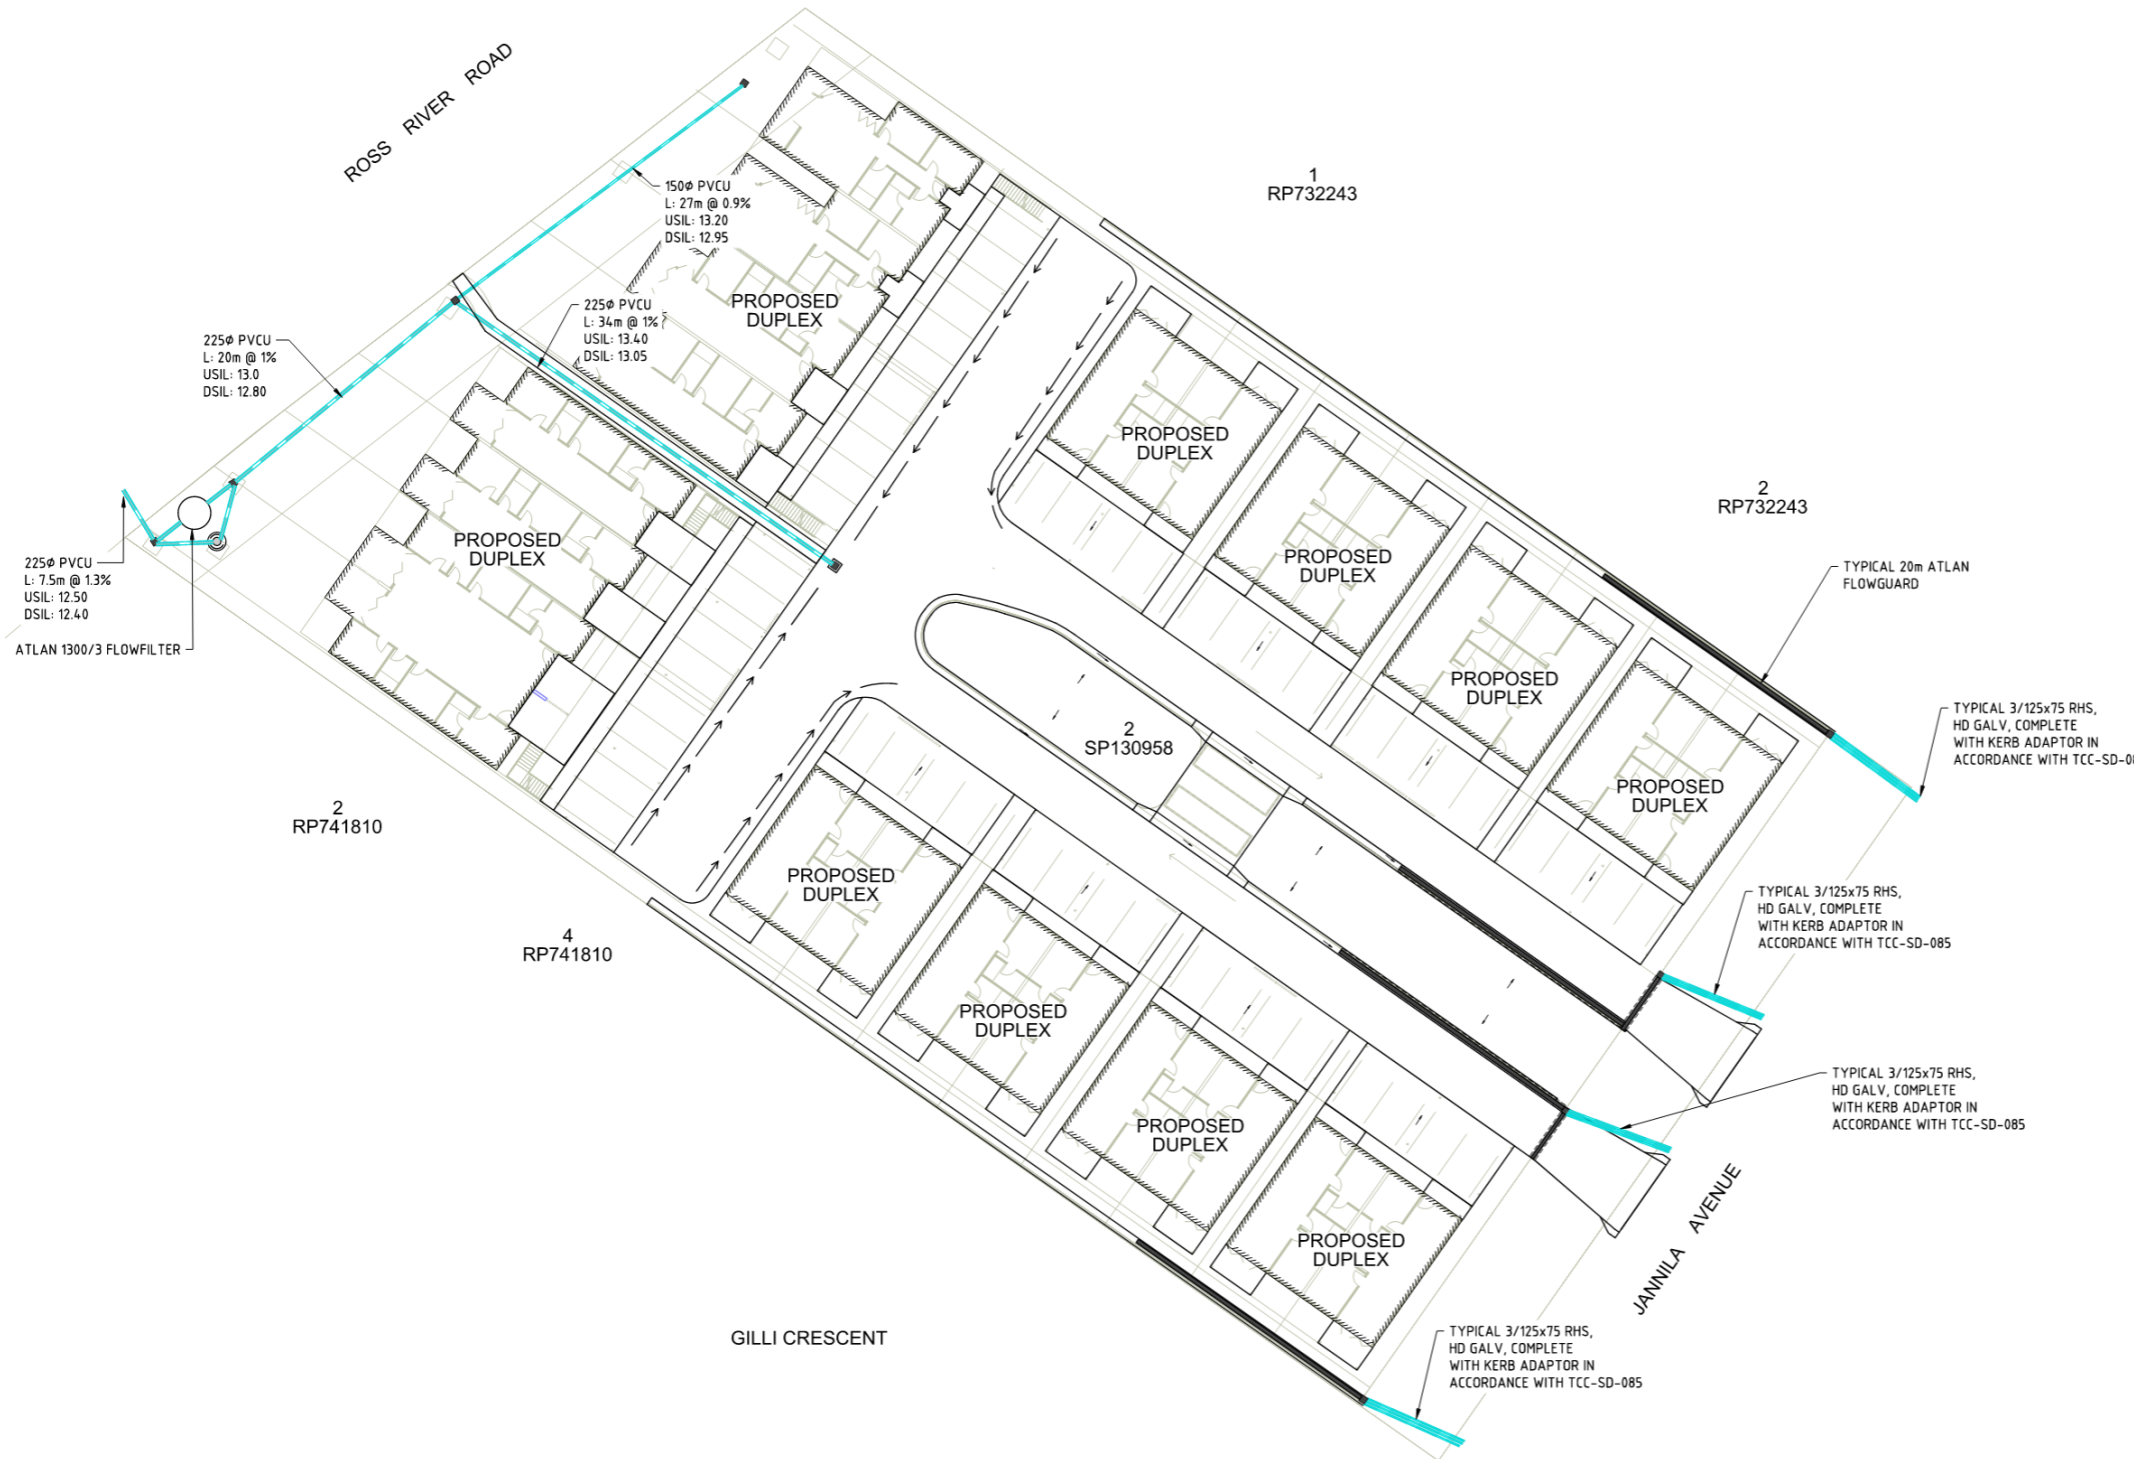 ROSS RIVER ROAD
1
RP732243
150ø PVCU
L: 27m @ 0.9%
USIL: 13.20
DSIL: 12.95
PROPOSED
DUPLEX
225ø PVCU
L: 34m @ 1%
USIL: 13.40
DSIL: 13.05
225ø PVCU
L: 20m @ 1%
USIL: 13.0
DSIL: 12.80
PROPOSED
DUPLEX
2
RP732243
PROPOSED
DUPLEX
PROPOSED
DUPLEX
225ø PVCU
L: 7.5m @ 1.3%
USIL: 12.50
DSIL: 12.40
ATLAN 1300/3 FLOWFILTER
TYPICAL 20m ATLAN
FLOWGUARD
PROPOSED
DUPLEX
TYPICAL 3/125x75 RHS,
HD GALV, COMPLETE
WITH KERB ADAPTOR IN
ACCORDANCE WITH
2
SP130958
PROPOSED
DUPLEX
2
RP741810
PROPOSED
DUPLEX
TYPICAL 3/125x75 RHS,
HD GALV, COMPLETE
WITH KERB ADAPTOR IN
ACCORDANCE WITH TCC-SD-085
4
RP741810
PROPOSED
DUPLEX
TYPICAL 3/125x75 RHS,
HD GALV, COMPLETE
WITH KERB ADAPTOR IN
ACCORDANCE WITH TCC-SD-085
PROPOSED
DUPLEX
JANNILA AVENUE
PROPOSED
DUPLEX
GILLI CRESCENT
TYPICAL 3/125x75 RHS,
HD GALV, COMPLETE
WITH KERB ADAPTOR IN
ACCORDANCE WITH TCC-SD-085